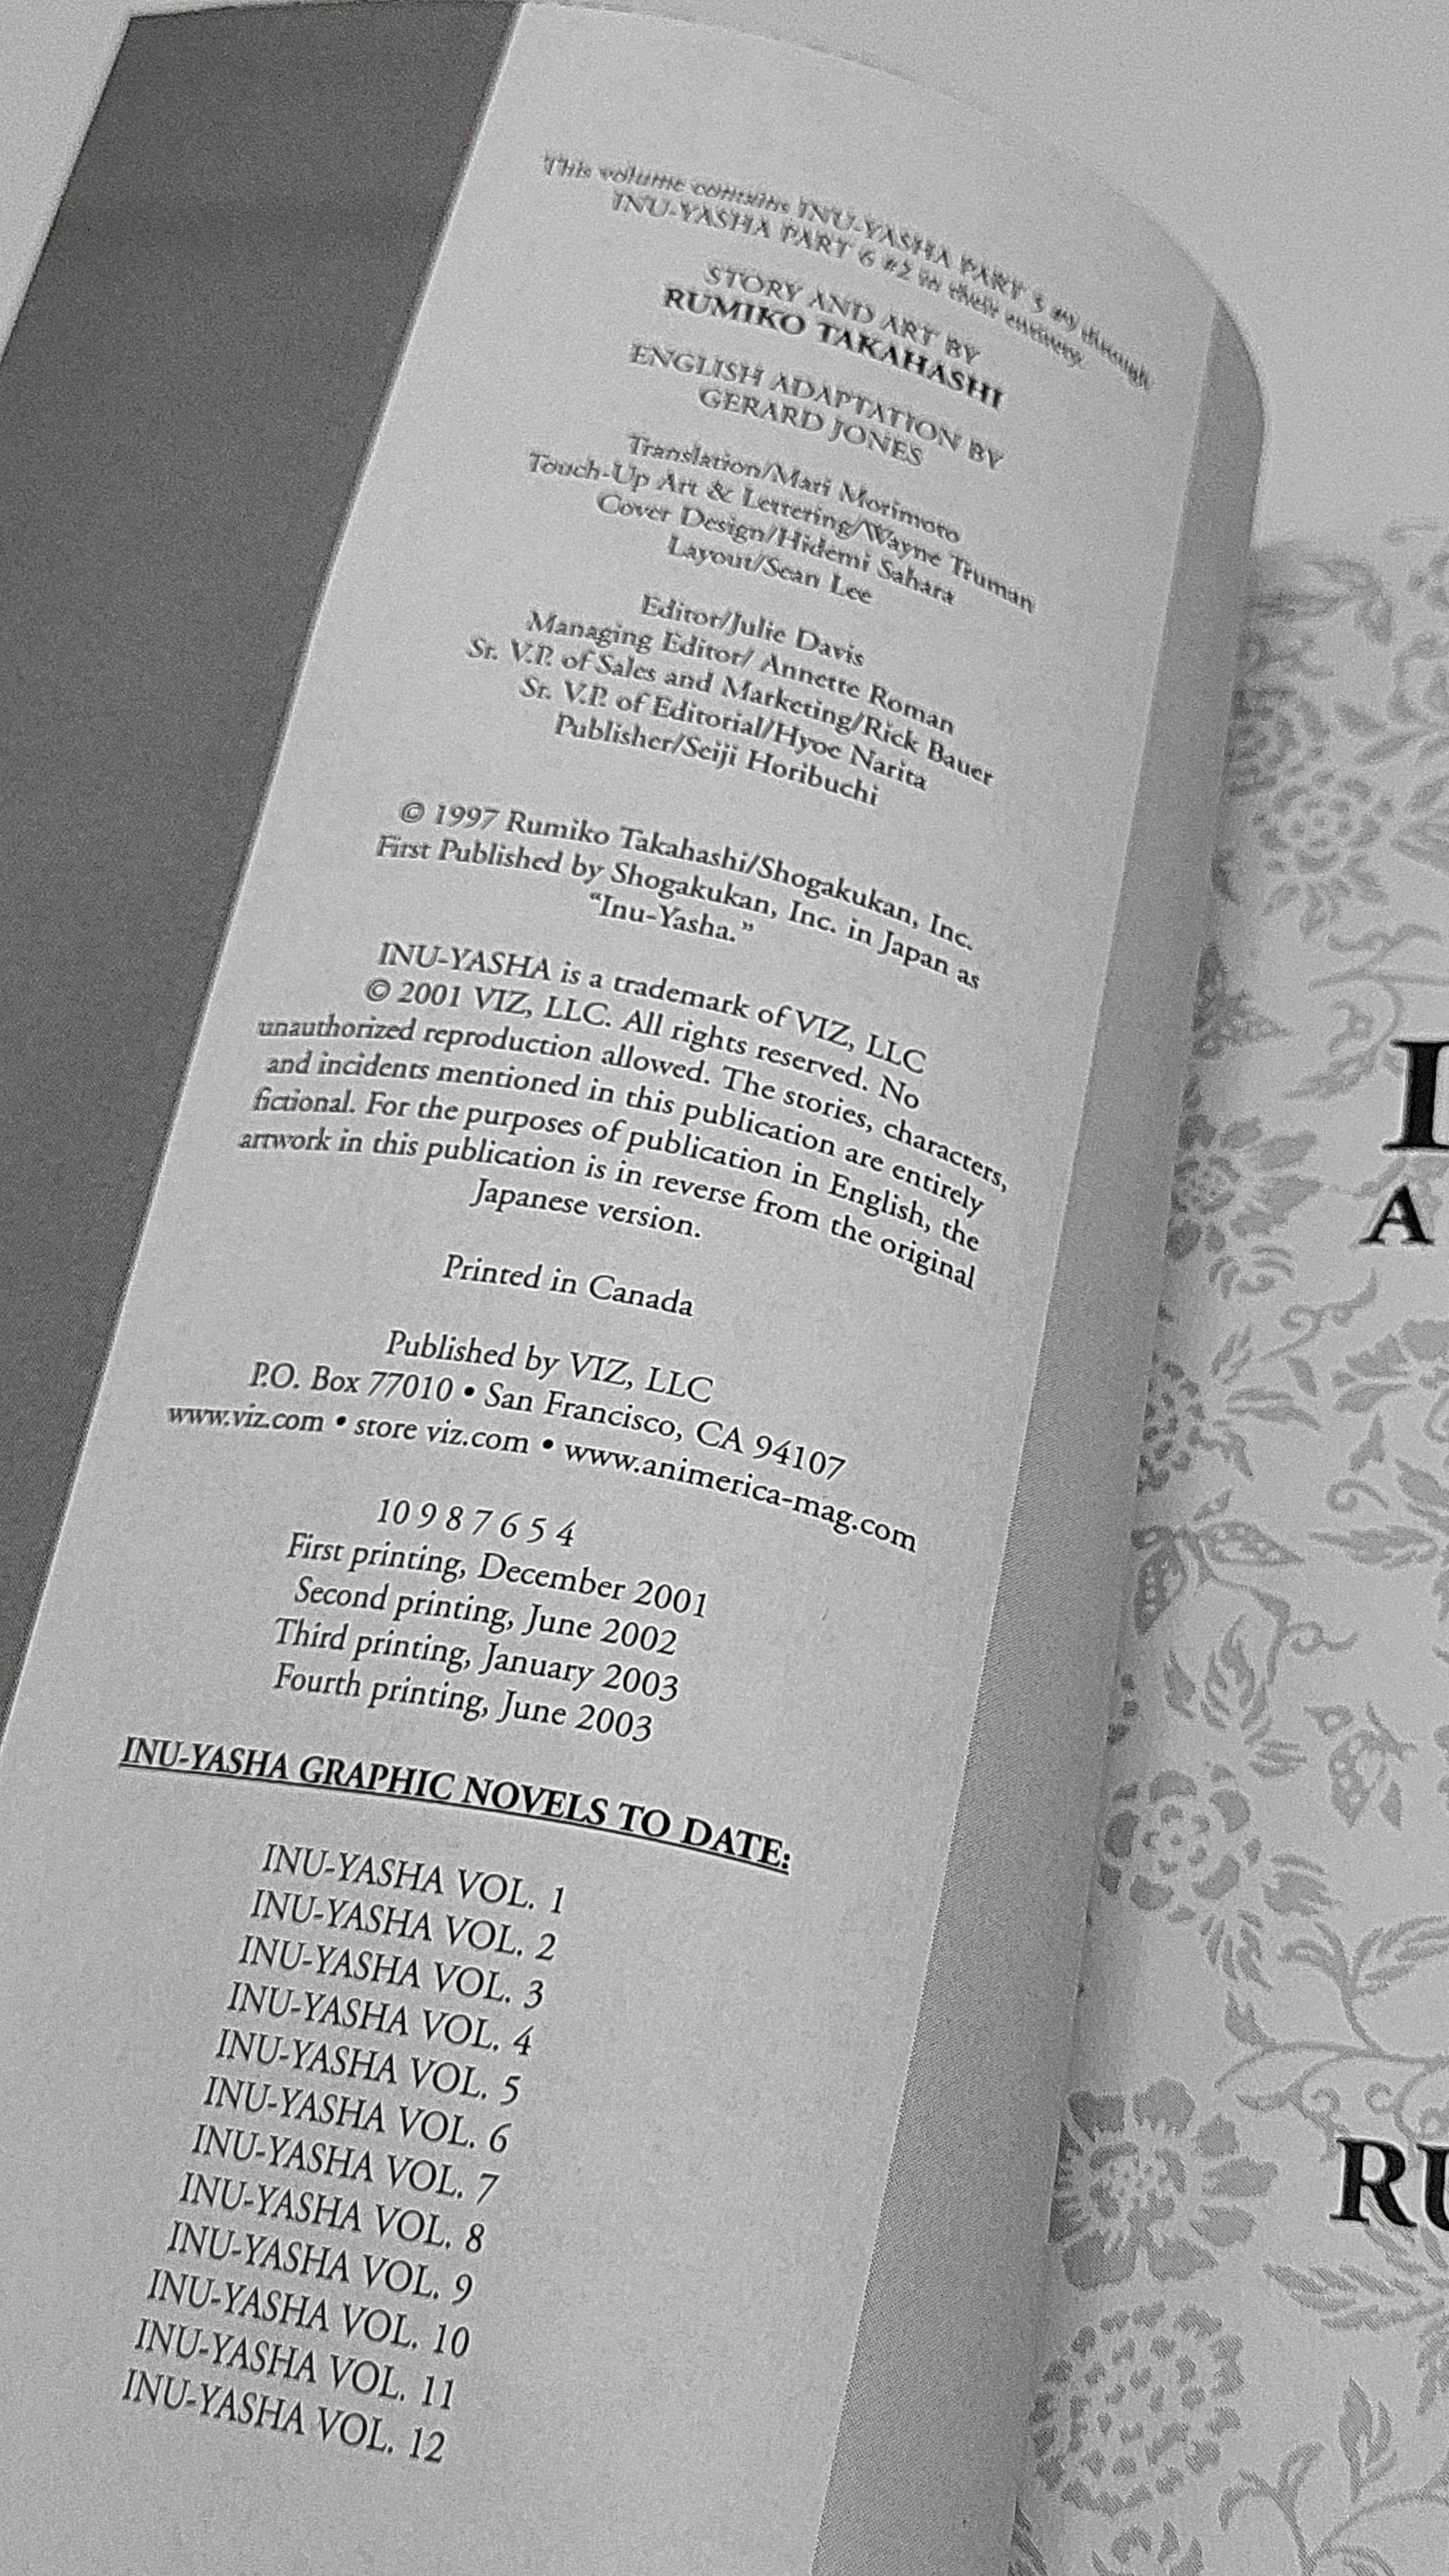 This volume contains INU-YASHA PART 5 #9 through
INU-YASHA PART 6 #2 in their entirety.
STORY AND ART BY
RUMIKO TAKAHASHI
ENGLISH ADAPTATION BY
GERARD JONES
Translation/Mari Morimoto
Touch-Up Art & Lettering/Wayne Truman
Cover Design/Hidemi Sahara
Layout/Sean Lee
Editor/Julie Davis
Managing Editor/ Annette Roman
Sr. V.P. of Sales and Marketing/Rick Bauer
Sr. V.P. of Editorial/Hyoe Narita
Publisher/Seiji Horibuchi
© 1997 Rumiko Takahashi/Shogakukan, Inc.
First Published by Shogakukan, Inc. in Japan as
“Inu-Yasha.”
INU-YASHA is a trademark of VIZ, LLC
© 2001 VIZ, LLC. All rights reserved. No
unauthorized reproduction allowed. The stories, characters,
and incidents mentioned in this publication are entirely
fictional. For the purposes of publication in English, the
artwork in this publication is in reverse from the original
Japanese version.
Printed in Canada
Published by VIZ, LLC
P.O. Box 77010 • San Francisco, CA 94107
www.viz.com • store viz.com • www.animerica-mag.com
10 9 8 7 6 5 4
First printing, December 2001
Second printing, June 2002
Third printing, January 2003
Fourth printing, June 2003
INU-YASHA GRAPHIC NOVELS TO DATE:
INU-YASHA VOL. 1
INU-YASHA VOL. 2
INU-YASHA VOL. 3
INU-YASHA VOL. 4
INU-YASHA VOL. 5
INU-YASHA VOL. 6
INU-YASHA VOL. 7
INU-YASHA VOL. 8
INU-YASHA VOL. 9
INU-YASHA VOL. 10
INU-YASHA VOL. 11
INU-YASHA VOL. 12
I
A
RU